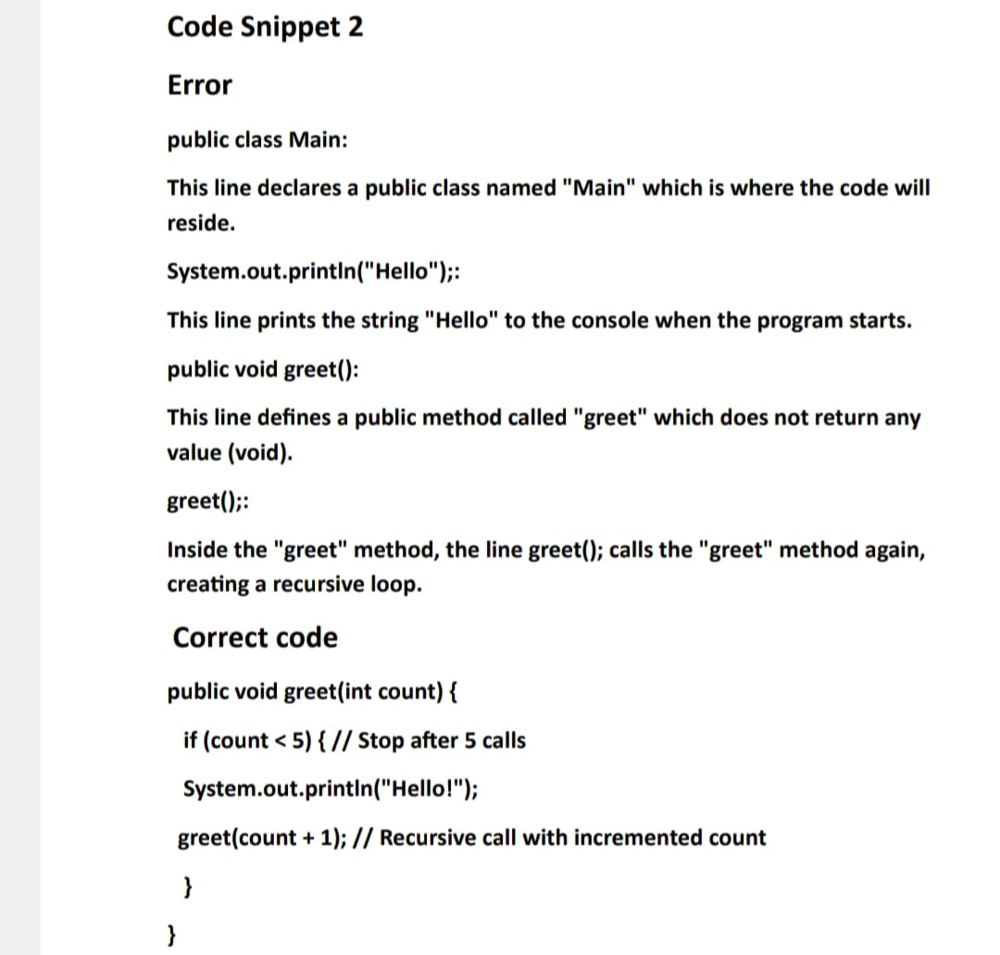 Code Snippet 2
Error
public class Main:
This line declares a public class named "Main" which is where the code will
reside.
System.out.println("Hello");:
This line prints the string "Hello" to the console when the program starts.
public void greet():
This line defines a public method called "greet" which does not return any
value (void).
greet();:
Inside the "greet" method, the line greet(); calls the "greet" method again,
creating a recursive loop.
Correct code
public void greet(int count) {
if (count < 5) { // Stop after 5 calls
System.out.println("Hello!");
greet(count + 1); // Recursive call with incremented count
}
}